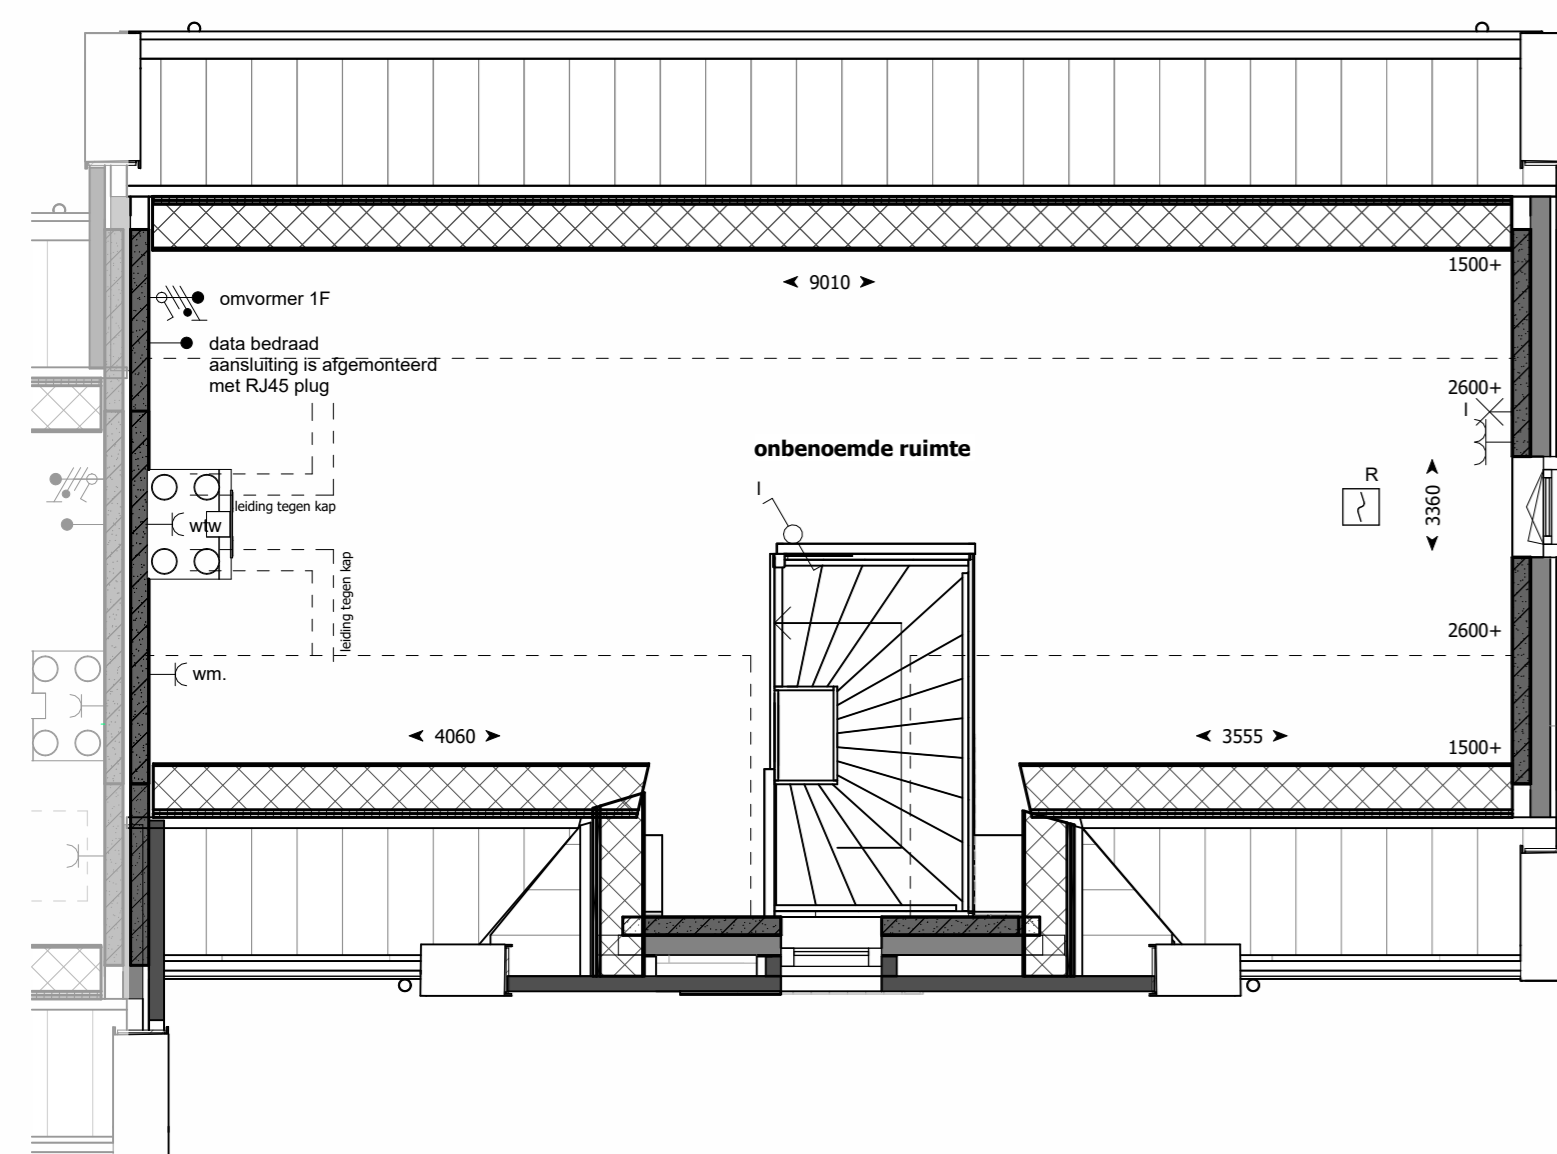 1500+
9010
omvormer 1F
data bedraad
aansluiting is afgemonteerd
met RJ45 plug
2600+
I
onbenoemde ruimte
R
I
3360
leiding tegen kap
wtw
leiding tegen kap
2600+
wm.
4060
3555
1500+